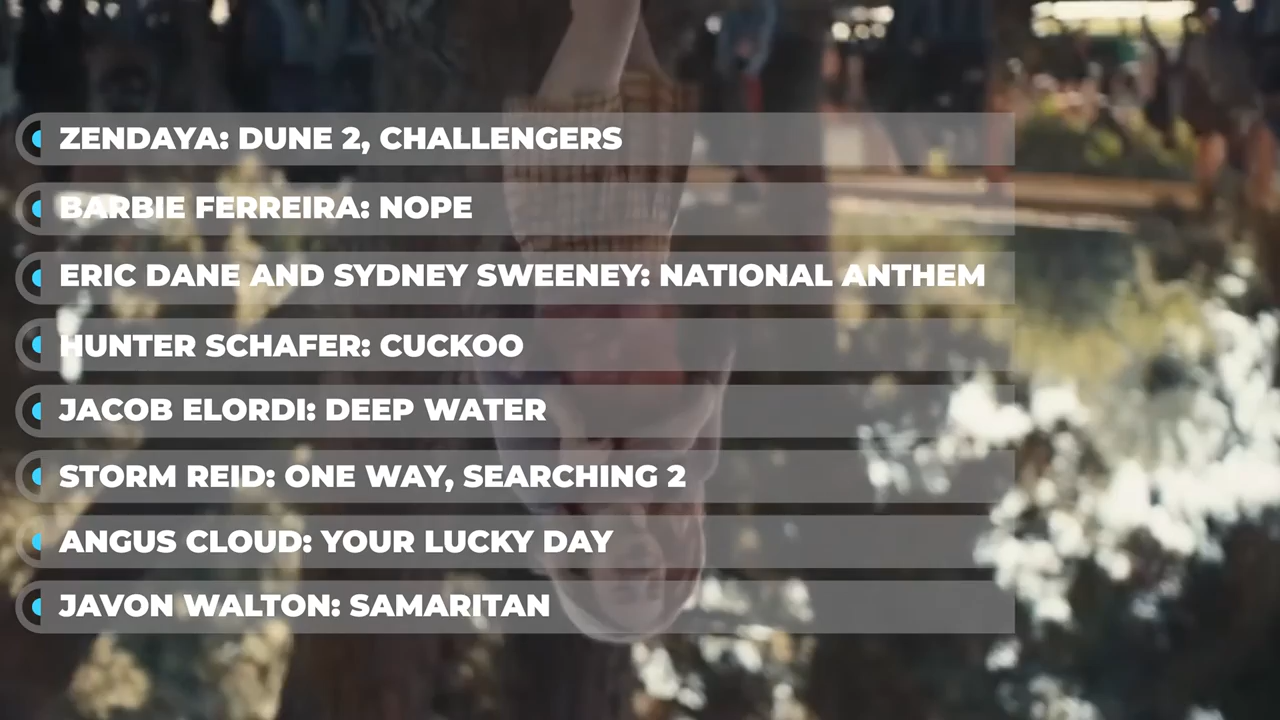 ZENDAYA: DUNE 2, CHALLENGERS
BARBIE FERREIRA: NOPE
ERIC DANE AND SYDNEY SWEENEY: NATIONAL ANTHEM
HUNTER SCHAFER: CUCKOO
JACOB ELORDI: DEEP WATER
STORM REID: ONE WAY, SEARCHING 2
ANGUS CLOUD: YOUR LUCKY DAY
JAVON WALTON: SAMARITAN